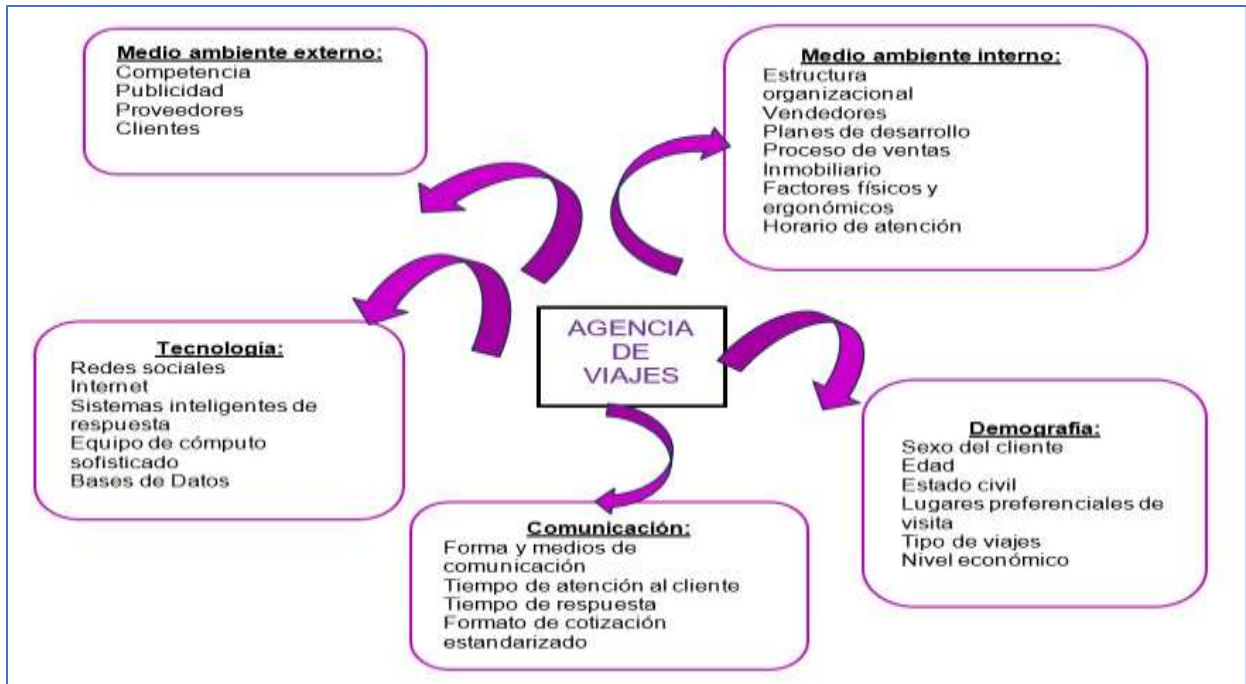 Medio ambiente externo:
Competencia
Publicidad
Proveedores
Clientes
Medio ambiente interno:
Estructura
organizacional
Vendedores
Planes de desarrollo
Proceso de ventas
Inmobiliario
Factores físicos y
ergonómicos
Horario de atención
Tecnología:
Redes sociales
Internet
Sistemas inteligentes de
respuesta
Equipo de cómputo
sofisticado
Bases de Datos
AGENCIA
DE
VIAJES
Demografía:
Sexo del cliente
Edad
Estado civil
Lugares preferenciales de
visita
Tipo de viajes
Nivel económico
Comunicación:
Forma y medios de
comunicación
Tiempo de atención al cliente
Tiempo de respuesta
Formato de cotización
estandarizado